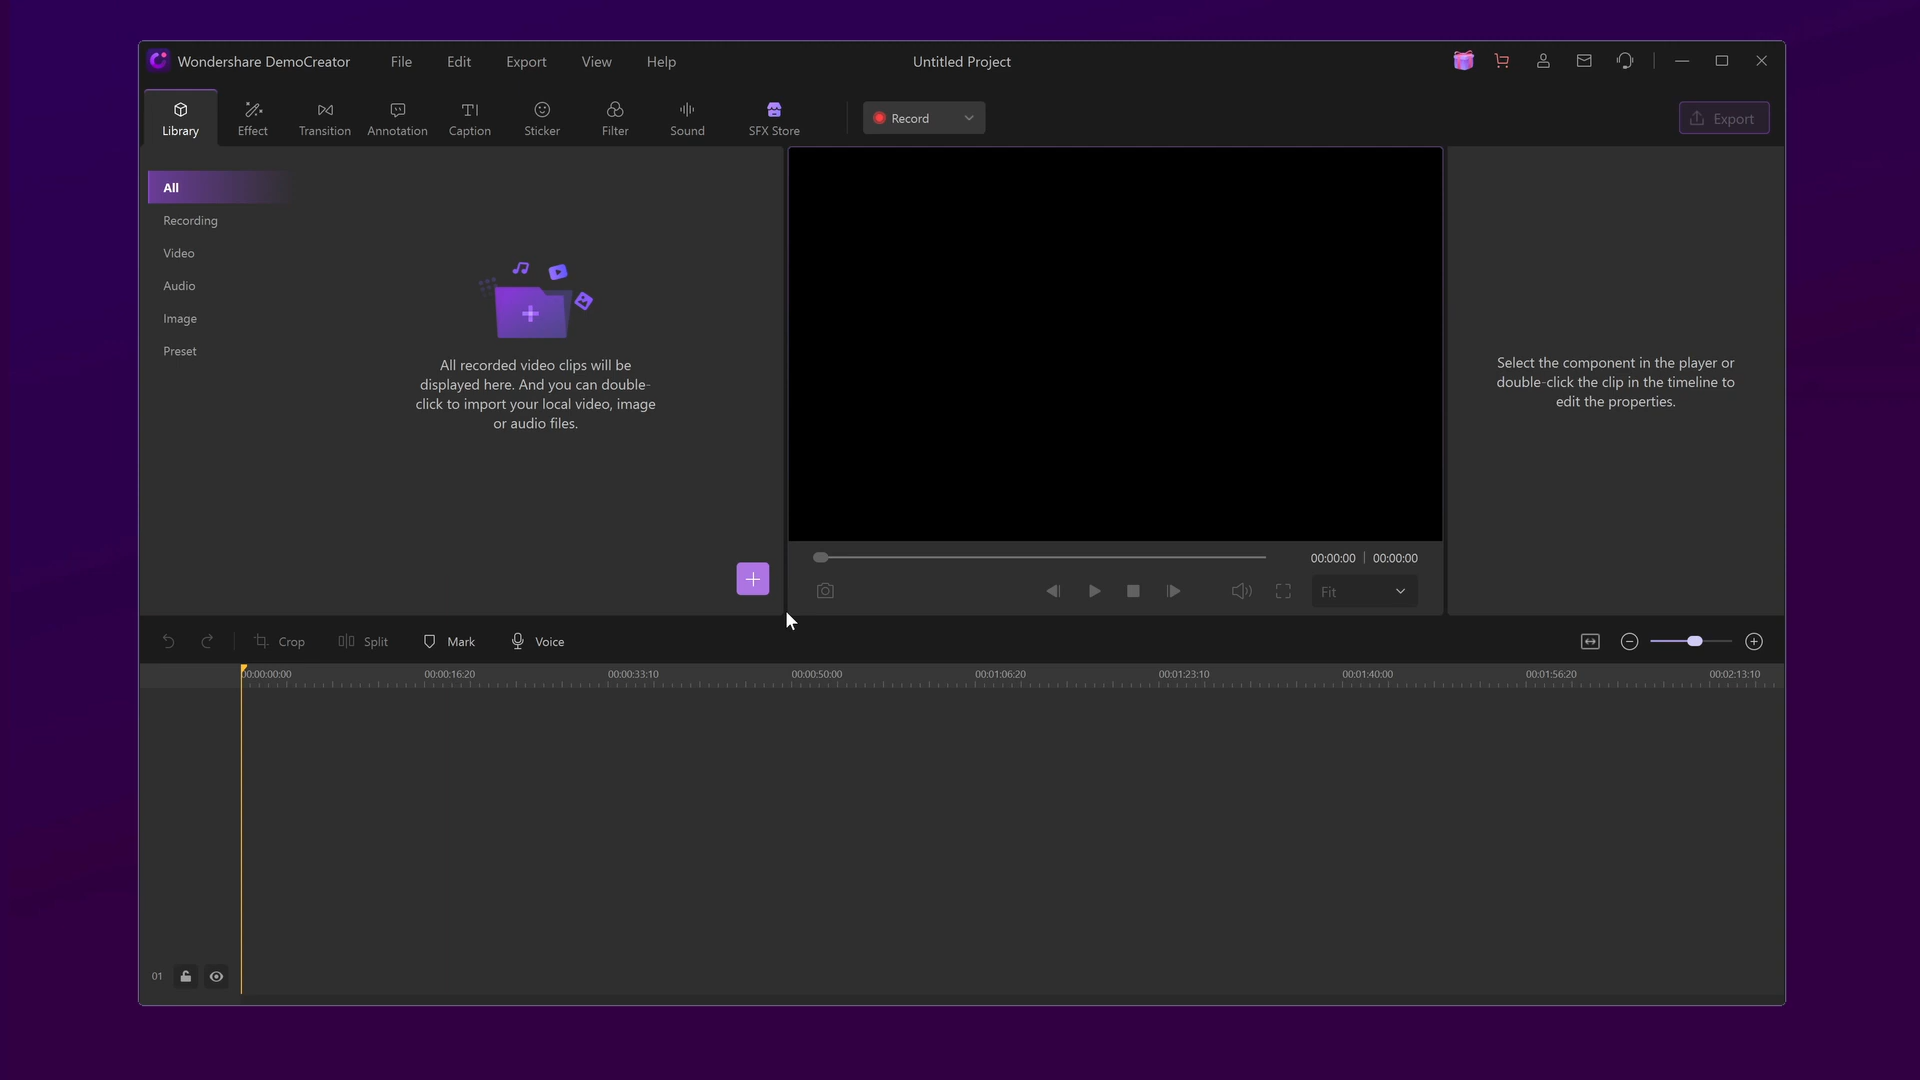 Wondershare DemoCreator
File
Edit
Export
View
Help
Untitled Project
Library
Effect
Transition
Annotation
Caption
Sticker
Filter
Sound
SFX Store
Record
Export
All
Recording
Video
Audio
Image
Preset
All recorded video clips will be
displayed here. And you can double-
click to import your local video, image
or audio files.
Select the component in the player or
double-click the clip in the timeline to
edit the properties.
00:00:00 | 00:00:00
Fit
Crop
Split
Mark
Voice
00:00:00:00
00:00:16:20
00:00:33:10
00:00:50:00
00:01:06:20
00:01:23:10
00:01:40:00
00:01:56:20
00:02:13:10
01